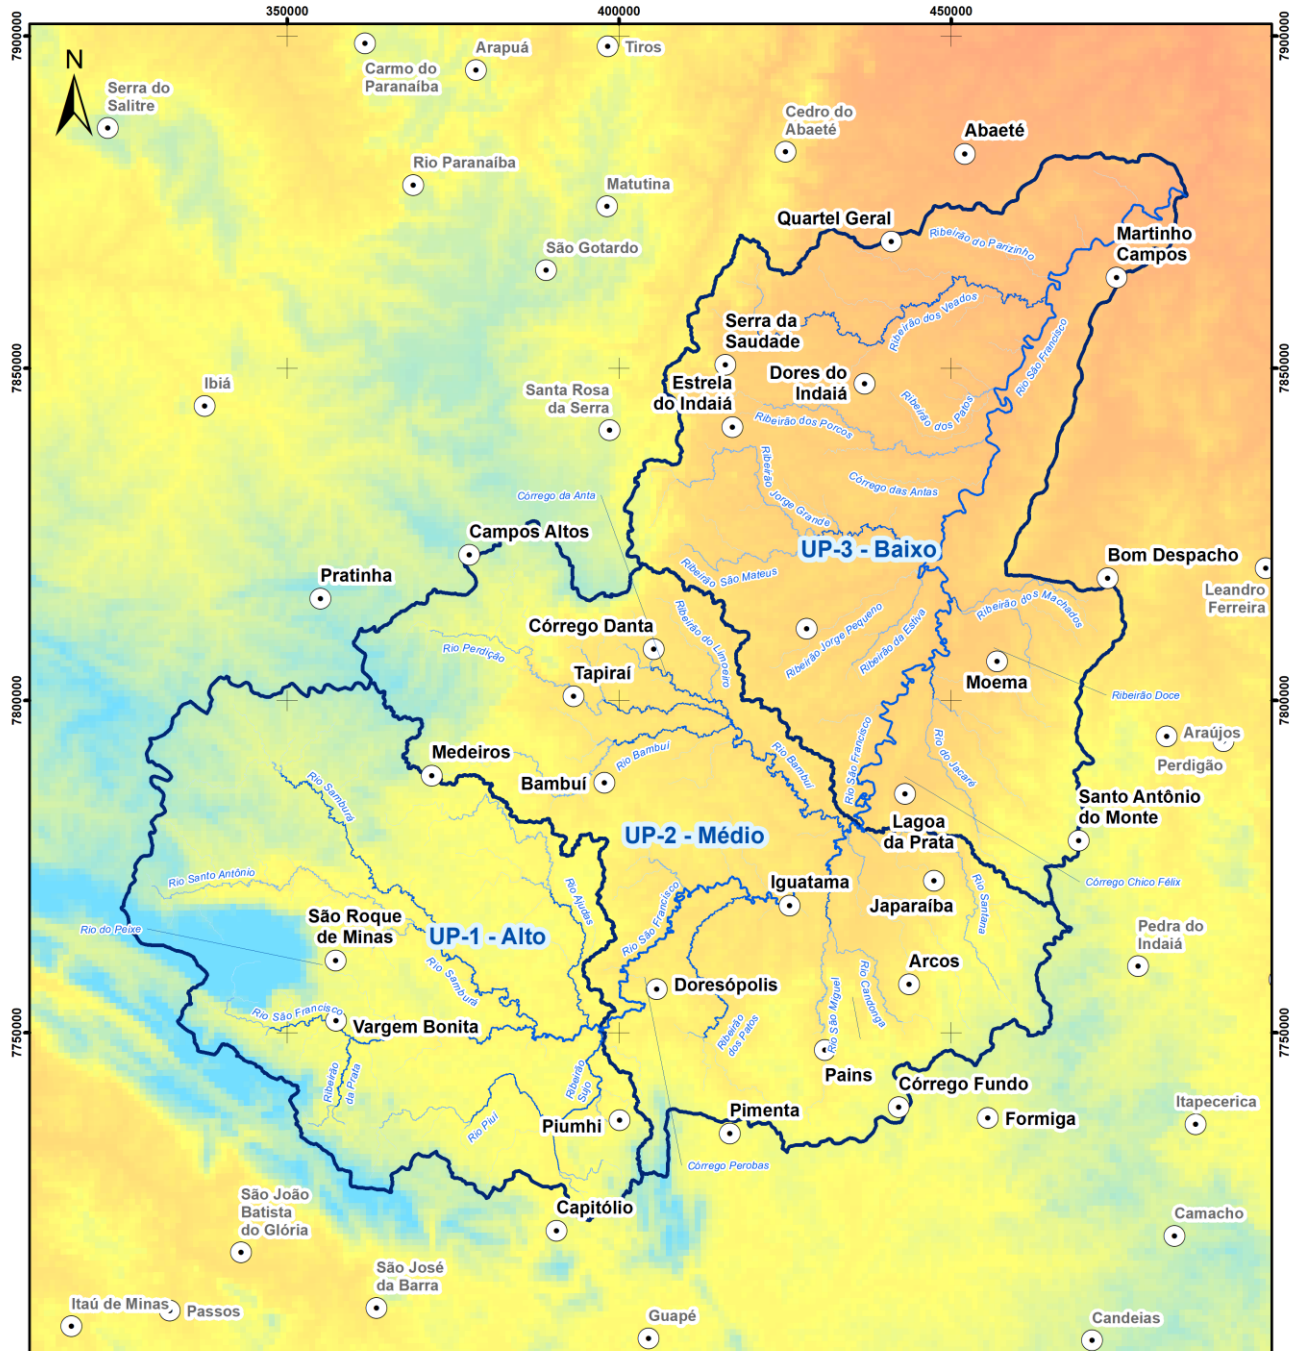 350000
400000
450000
7900000
7900000
N
Serra do
Salitre
Carmo do
Paranaíba
Arapuá
Tiros
Cedro do
Abaeté
Abaeté
Rio Paranaíba
Matutina
São Gotardo
Quartel Geral
Ribeirão do Parizinho
Martinho
Campos
Ribeirão dos Veados
Rio São Francisco
Serra da
Saudade
7850000
7850000
Ibiá
Santa Rosa
da Serra
Estrela
do Indaiá
Dores do
Indaiá
Ribeirão dos Patos
Ribeirão dos Porcos
Ribeirão
Jorge Grande
Córrego das Antas
Córrego da Anta
Campos Altos
UP-3 - Baixo
Bom Despacho
Leandro
Ferreira
Pratinha
Ribeirão São Mateus
Ribeirão dos Machados
Córrego Danta
Ribeirão do Limoeiro
Ribeirão Jorge Pequeno
Ribeirão da Estiva
Rio Perdição
Tapiraí
Moema
Ribeirão Doce
7800000
7800000
Medeiros
Bambuí
Rio Bambuí
Rio Bambuí
Rio São Francisco
Rio do Jacaré
Araújos
Perdigão
Rio Samburá
UP-2 - Médio
Lagoa
da Prata
Santo Antônio
do Monte
Rio Santo Antônio
Rio Ajudas
Iguatama
Japaraíba
Rio Santana
Córrego Chico Félix
Rio do Peixe
São Roque
de Minas
UP-1 - Alto
Rio São Francisco
Pedra do
Indaiá
Rio Samburá
Doresópolis
Arcos
Rio Candonga
Rio São Francisco
Vargem Bonita
Ribeirão
dos Patos
Rio São Miguel
7750000
7750000
Ribeirão
da Prata
Ribeirão
Sujo
Pains
Córrego Fundo
Rio Piuí
Piumhi
Pimenta
Formiga
Itapecerica
Córrego Perobas
São João
Batista
do Glória
Capitólio
Camacho
São José
da Barra
Itaú de Minas
Passos
Guapé
Candeias